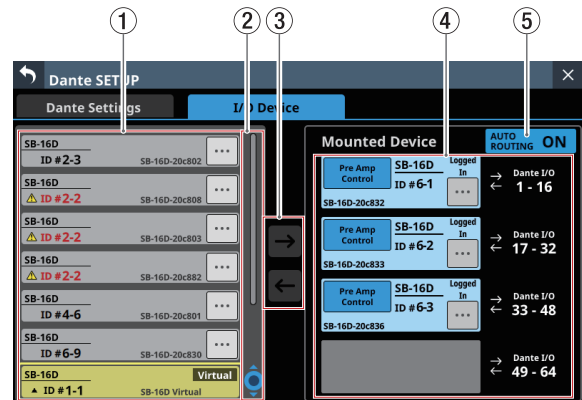 1 2 3 4 5
Dante SETUP
Dante Settings
I/O Device
SB-16D
ID #2-3
SB-16D-20c802
SB-16D
ID #2-2
SB-16D-20c808
SB-16D
ID #2-2
SB-16D-20c803
SB-16D
ID #2-2
SB-16D-20c882
SB-16D
ID #4-6
SB-16D-20c801
SB-16D
ID #6-9
SB-16D-20c830
SB-16D
Virtual
ID #1-1
SB-16D Virtual
Mounted Device
AUTO
ROUTING ON
Pre Amp
Control
SB-16D
ID #6-1
Logged
In
SB-16D-20c832
Dante I/O
1 - 16
Pre Amp
Control
SB-16D
ID #6-2
Logged
In
SB-16D-20c833
Dante I/O
17 - 32
Pre Amp
Control
SB-16D
ID #6-3
Logged
In
SB-16D-20c836
Dante I/O
33 - 48
Dante I/O
49 - 64